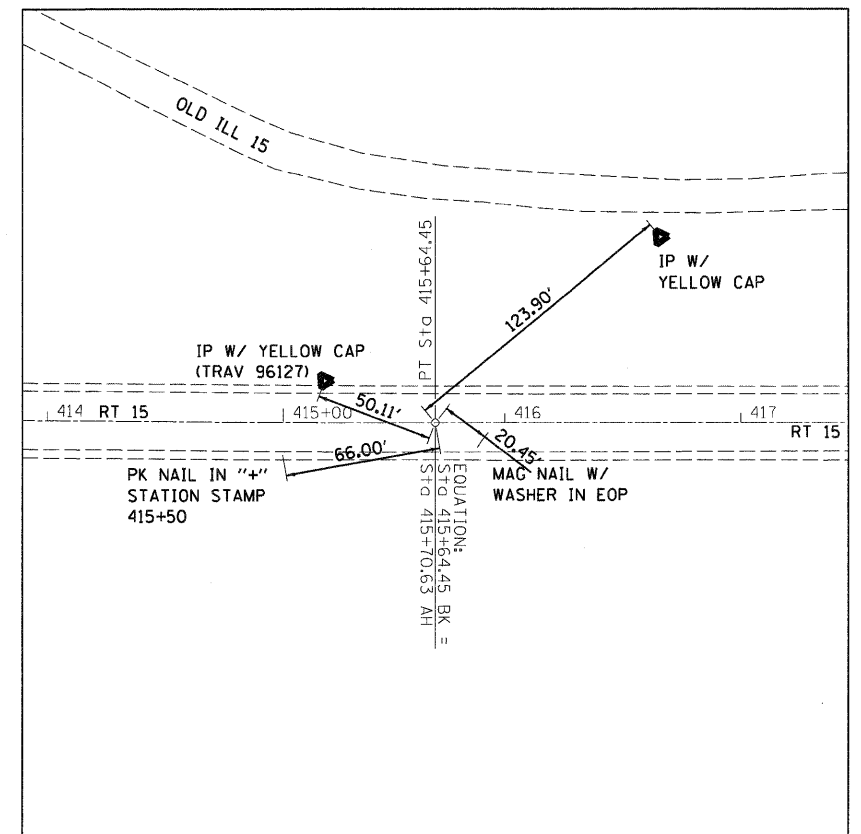 OLD ILL 15
PT Sta 415+64.45
IP W/
YELLOW CAP
123.90'
IP W/ YELLOW CAP
(TRAV 96127)
50.11'
414 RT 15
415+00
416
417
RT 15
66.00'
20.45'
PK NAIL IN "+"
STATION STAMP
415+50
MAG NAIL W/
WASHER IN EOP
EQUATION:
Sta 415+64.45 BK =
Sta 415+70.63 AH